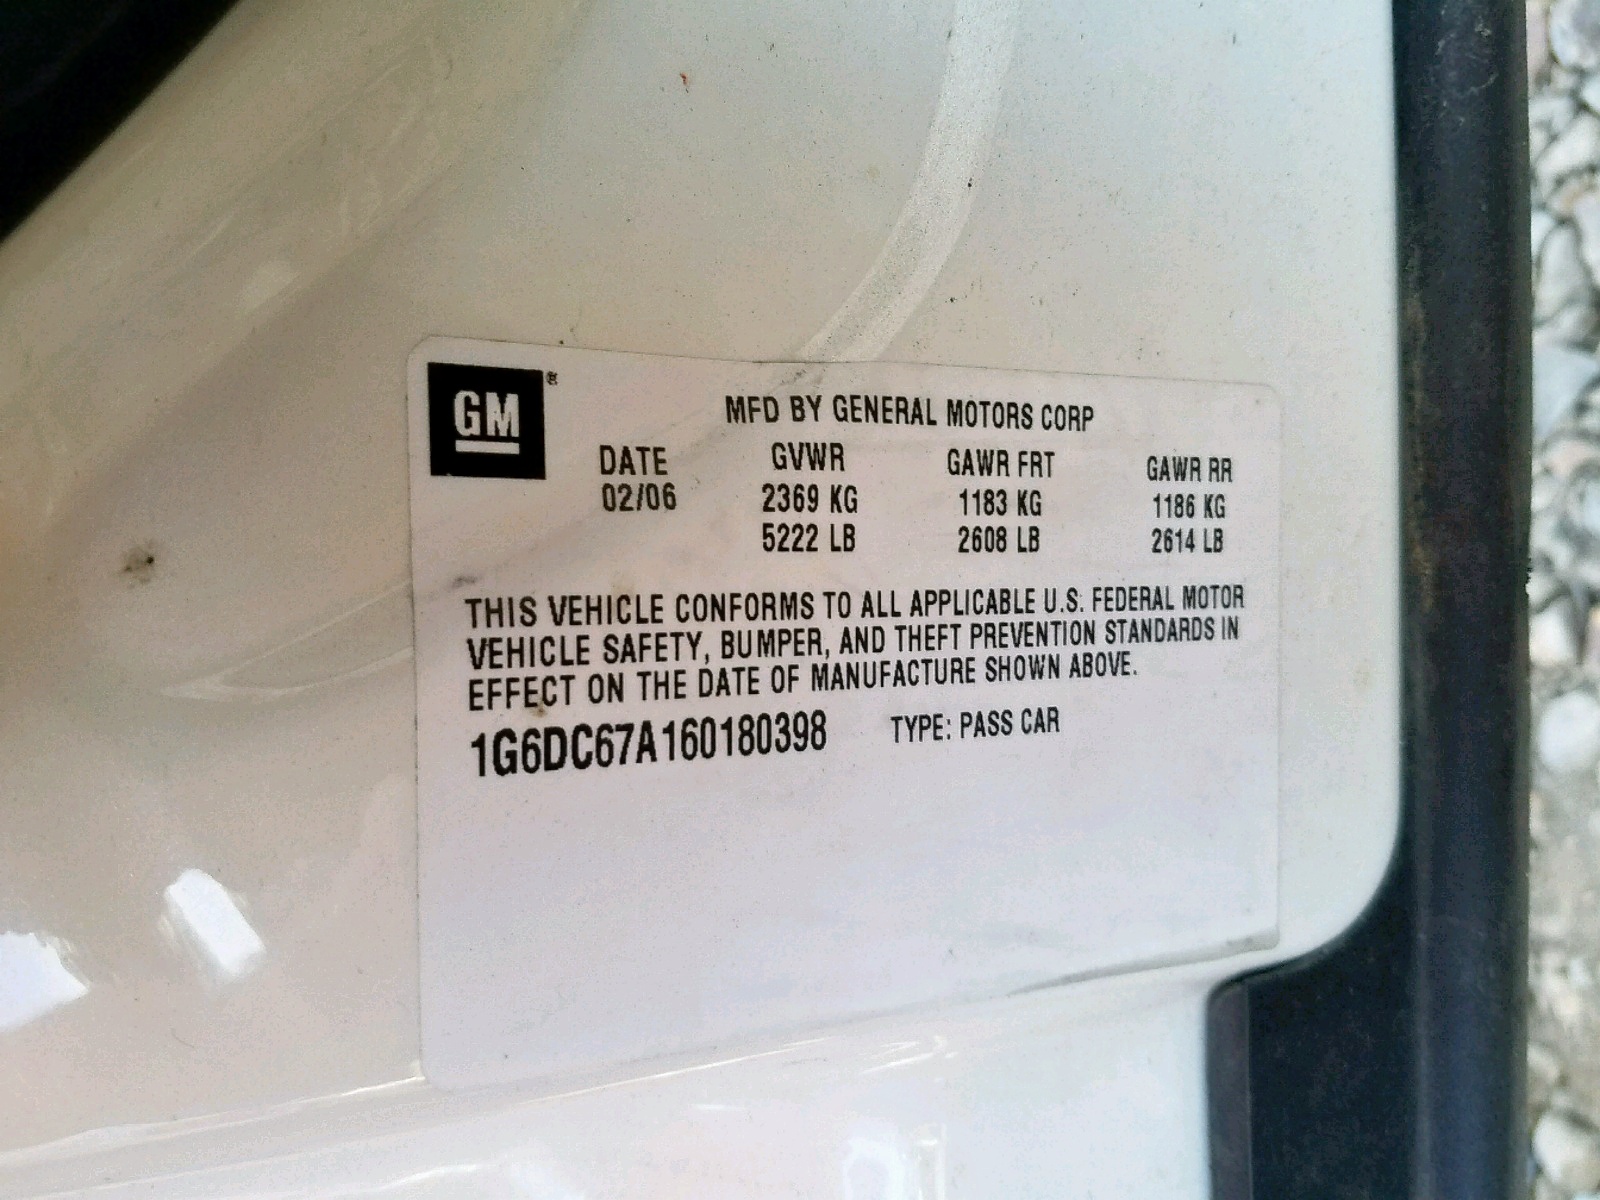 GM®
MFD BY GENERAL MOTORS CORP
DATE GVWR GAWR FRT GAWR RR
02/06 2369 KG 1183 KG 1186 KG
5222 LB 2608 LB 2614 LB
THIS VEHICLE CONFORMS TO ALL APPLICABLE U.S. FEDERAL MOTOR
VEHICLE SAFETY, BUMPER, AND THEFT PREVENTION STANDARDS IN
EFFECT ON THE DATE OF MANUFACTURE SHOWN ABOVE.
1G6DC67A160180398 TYPE: PASS CAR